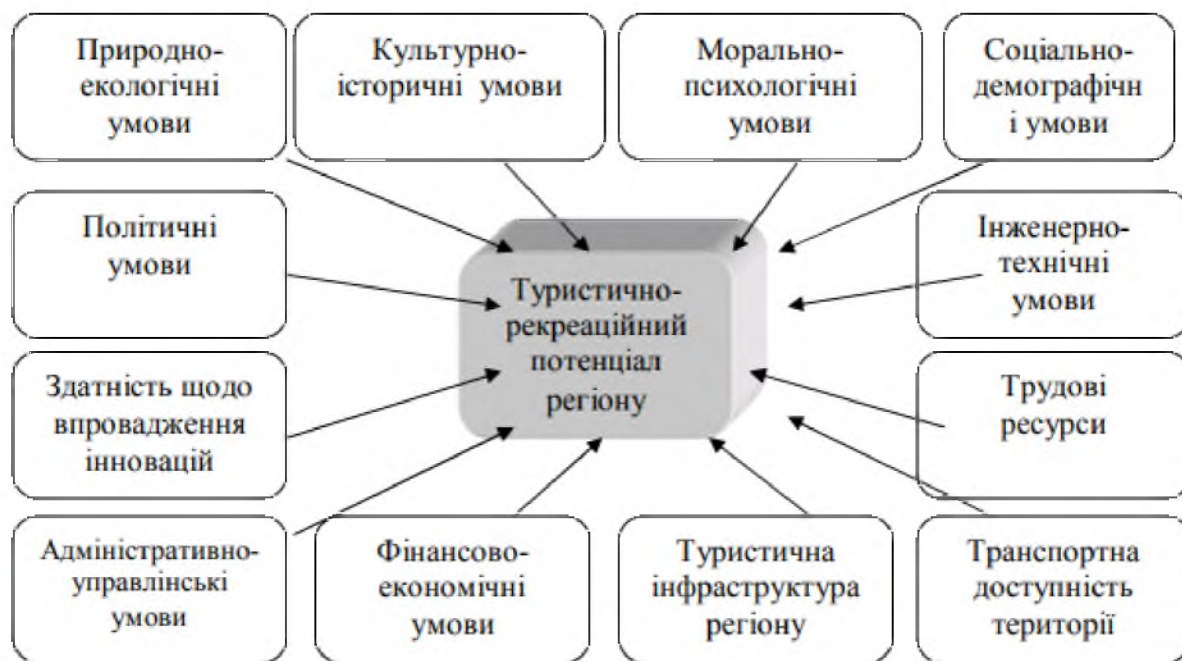 Природно-
екологічні
умови
Культурно-
історичні умови
Морально-
психологічні
умови
Соціально-
демографічн
і умови
Політичні
умови
Туристично-
рекреаційний
потенціал
регіону
Інженерно-
технічні
умови
Здатність щодо
впровадження
інновацій
Трудові
ресурси
Адміністративно-
управлінські
умови
Фінансово-
економічні
умови
Туристична
інфраструктура
регіону
Транспортна
доступність
території